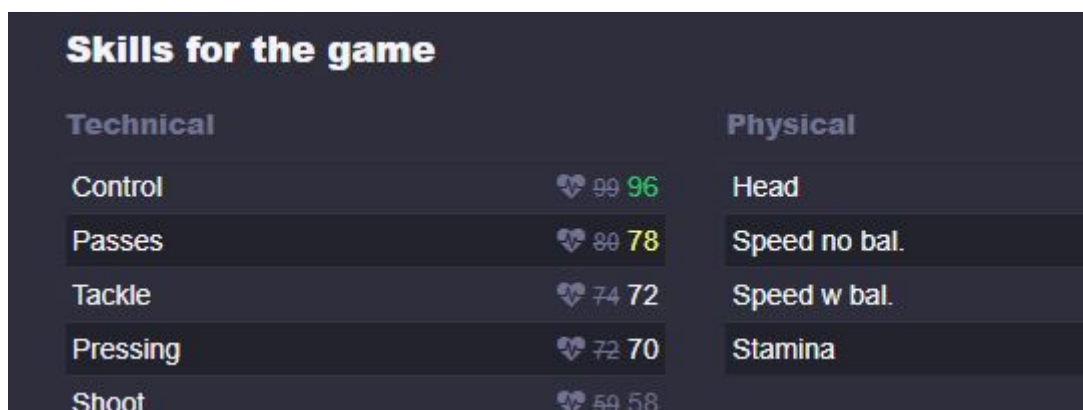 Skills for the game
Technical
Control 99 96
Passes 80 78
Tackle 74 72
Pressing 72 70
Shoot 59 58
Physical
Head
Speed no bal.
Speed w bal.
Stamina